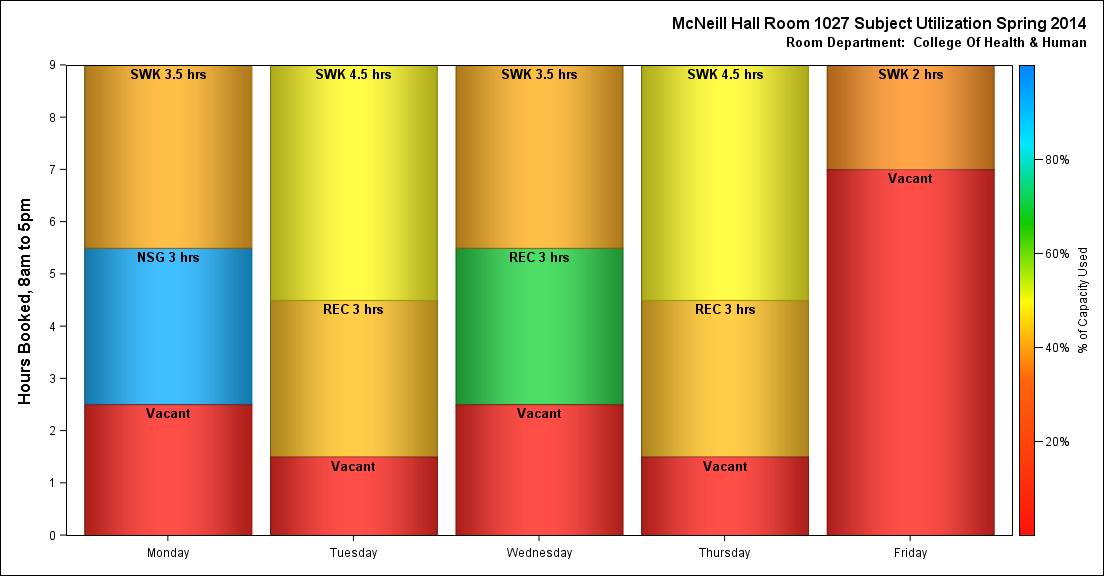 McNeill Hall Room 1027 Subject Utilization Spring 2014
Room Department:  College Of Health & Human
Hours Booked, 8am to 5pm
9
8
7
6
5
4
3
2
1
0
SWK 3.5 hrs
NSG 3 hrs
Vacant
SWK 4.5 hrs
REC 3 hrs
Vacant
SWK 3.5 hrs
REC 3 hrs
Vacant
SWK 4.5 hrs
REC 3 hrs
Vacant
SWK 2 hrs
Vacant
Monday
Tuesday
Wednesday
Thursday
Friday
80%
60%
40%
20%
% of Capacity Used